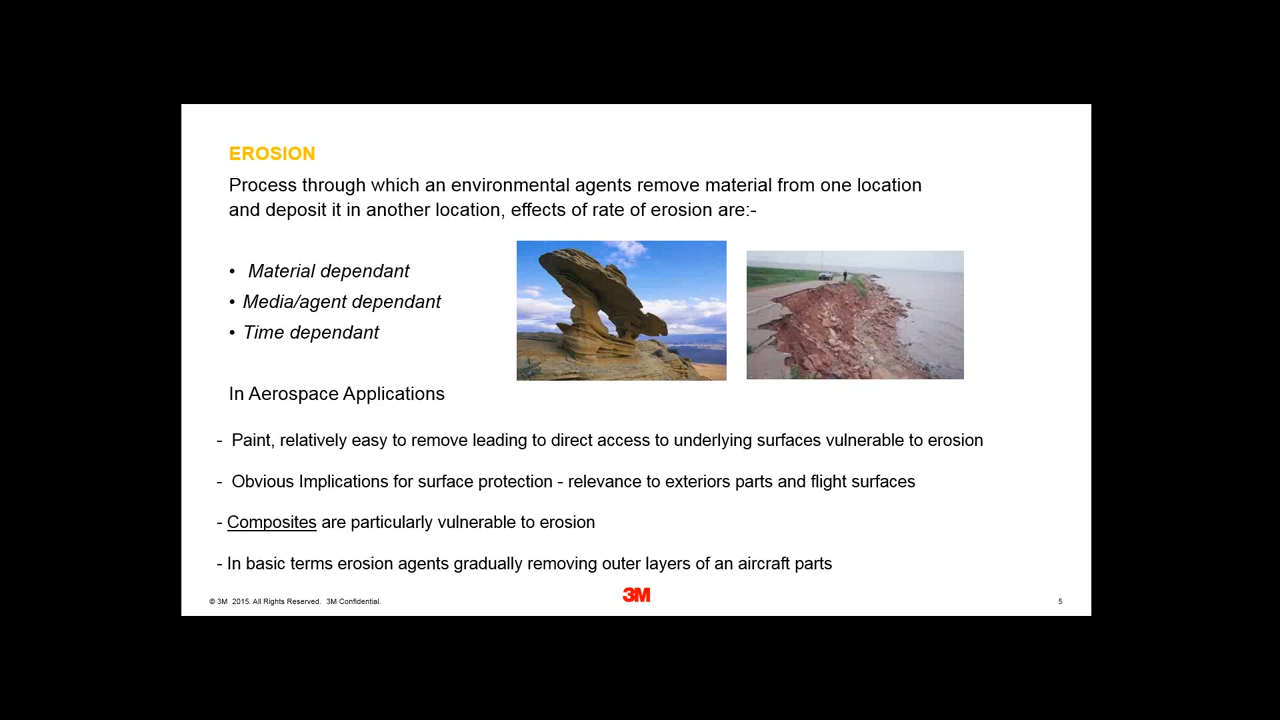 EROSION
Process through which an environmental agents remove material from one location
and deposit it in another location, effects of rate of erosion are:-
• Material dependant
• Media/agent dependant
• Time dependant
In Aerospace Applications
- Paint, relatively easy to remove leading to direct access to underlying surfaces vulnerable to erosion
- Obvious Implications for surface protection - relevance to exteriors parts and flight surfaces
- Composites are particularly vulnerable to erosion
- In basic terms erosion agents gradually removing outer layers of an aircraft parts
© 3M 2015. All Rights Reserved. 3M Confidential.
3M
5